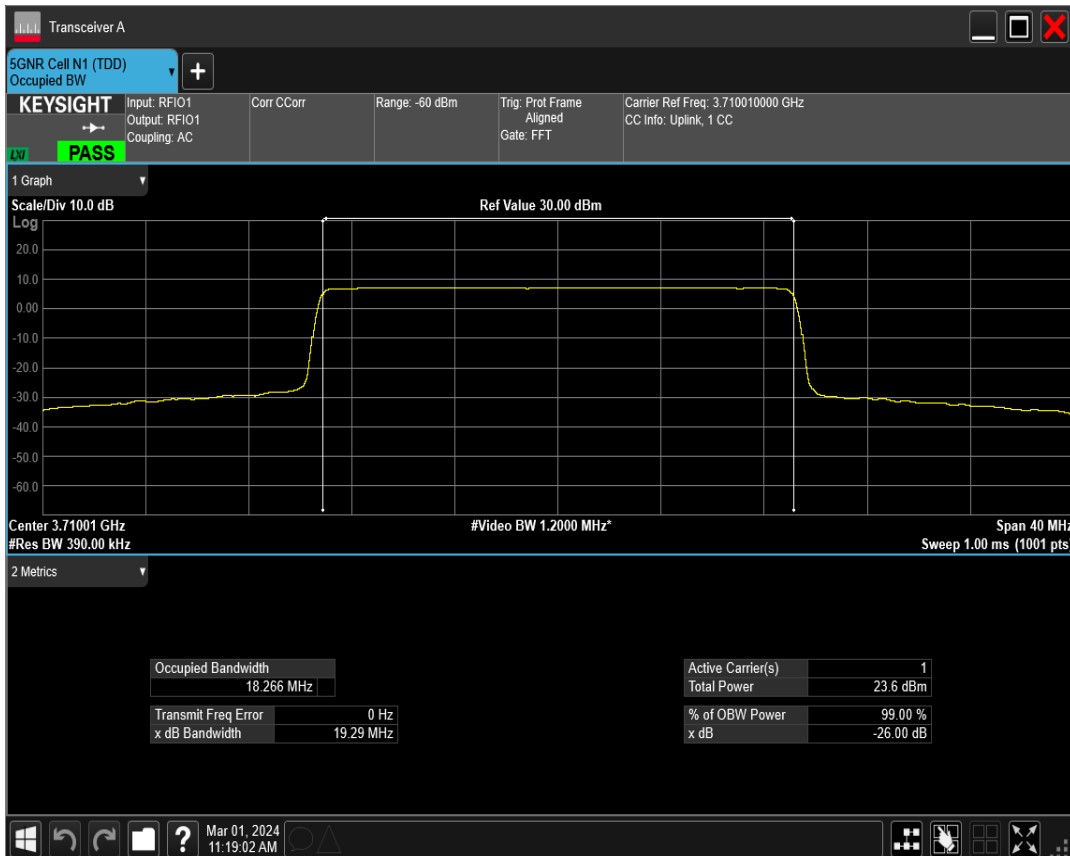 Transceiver A
5GNR Cell N1 (TDD)
Occupied BW
+
KEYSIGHT
LXI
PASS
Input: RFIO1
Output: RFIO1
Coupling: AC
Corr CCorr
Range: -60 dBm
Trig: Prot Frame
Aligned
Gate: FFT
Carrier Ref Freq: 3.710010000 GHz
CC Info: Uplink, 1 CC
1 Graph
Scale/Div 10.0 dB
Ref Value 30.00 dBm
Log
20.0
10.0
0.00
-10.0
-20.0
-30.0
-40.0
-50.0
-60.0
Center 3.71001 GHz
#Video BW 1.2000 MHz*
Span 40 MHz
#Res BW 390.00 kHz
Sweep 1.00 ms (1001 pts)
2 Metrics
Occupied Bandwidth
18.266 MHz
Transmit Freq Error 0 Hz
x dB Bandwidth 19.29 MHz
Active Carrier(s) 1
Total Power 23.6 dBm
% of OBW Power 99.00 %
x dB -26.00 dB
?
Mar 01, 2024
11:19:02 AM